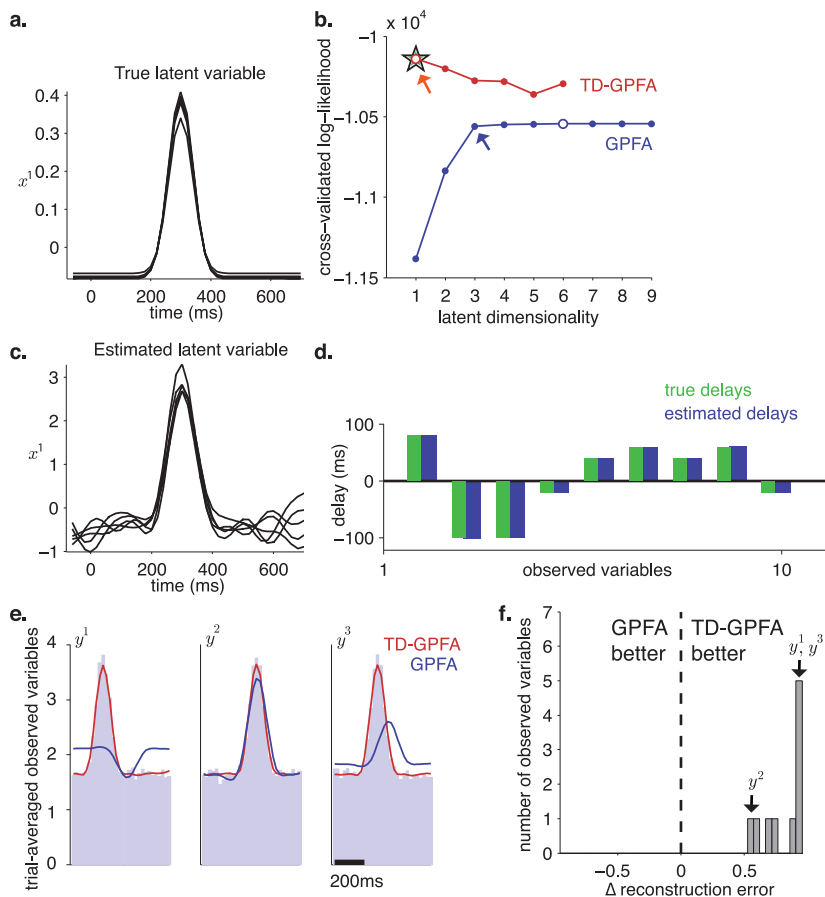 a.
True latent variable
0.4
0.3
x¹
0.2
0.1
0
0 200 400 600
time (ms)
b.
x 10⁴
−1
−1.05
−1.1
−1.15
cross−validated log−likelihood
TD-GPFA
GPFA
1 2 3 4 5 6 7 8 9
latent dimensionality
c.
Estimated latent variable
3
2
x¹
1
0
−1
0 200 400 600
time (ms)
d.
true delays
estimated delays
100
0
−100
delay (ms)
1 10
observed variables
e.
y¹ y² y³
TD-GPFA
GPFA
4
3
2
1
0
trial-averaged observed variables
200ms
f.
GPFA better
TD-GPFA better
y¹, y³
y²
7
6
5
4
3
2
1
0
number of observed variables
−0.5 0 0.5
Δ reconstruction error